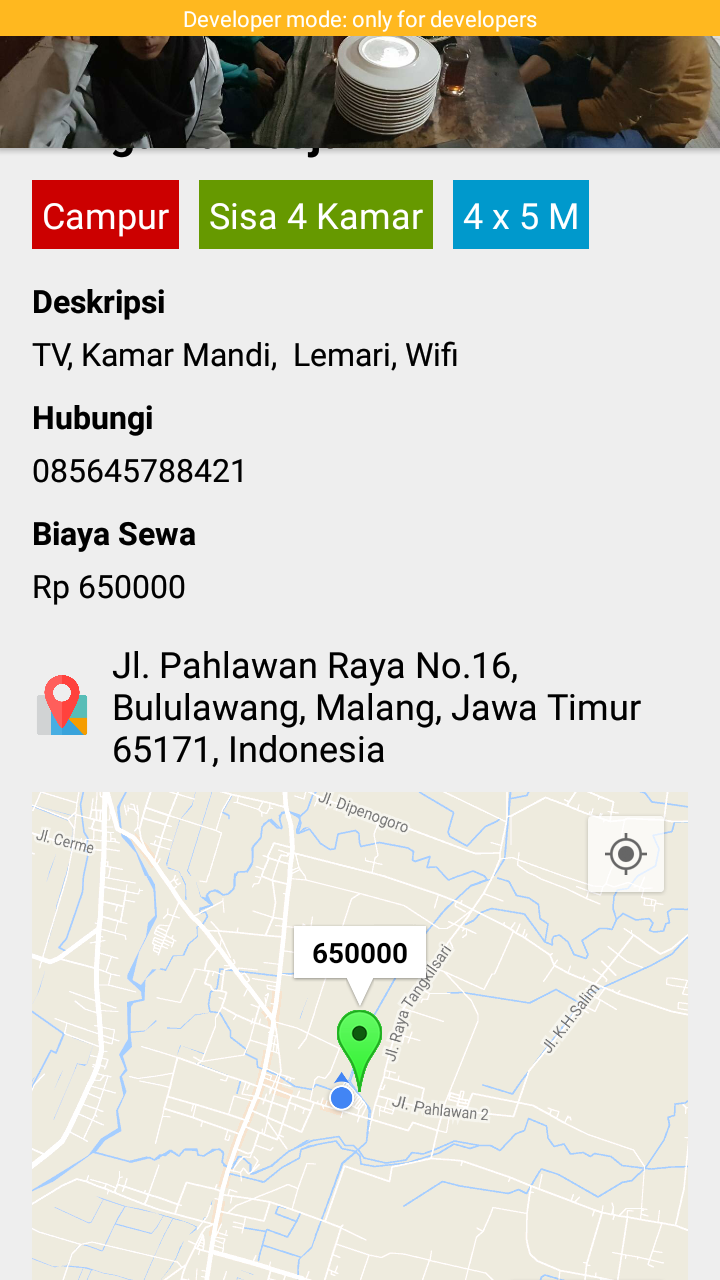 Developer mode: only for developers
Campur
Sisa 4 Kamar
4 x 5 M
Deskripsi
TV, Kamar Mandi,  Lemari, Wifi
Hubungi
085645788421
Biaya Sewa
Rp 650000
Jl. Pahlawan Raya No.16,
Bululawang, Malang, Jawa Timur
65171, Indonesia
Jl. Dipenogoro
Jl. Cerme
650000
Jl. Raya Tangkilsari
Jl. K.H.Salim
Jl. Pahlawan 2